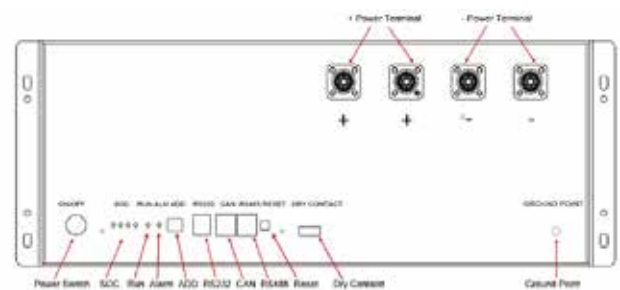 + Power Terminal - Power Terminal
+ + - -
ON/OFF SOC RUN ALM ADD RS232 CAN RS485 RESET DRY CONTACT GROUND POINT
Power Switch SOC Run Alarm ADD RS232 CAN RS485 Reset Dry Contact Ground Point